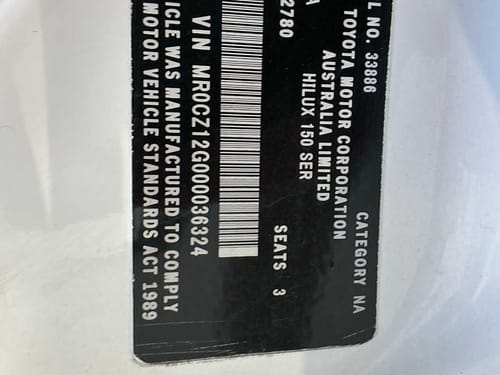 L NO. 33886 CATEGORY NA
TOYOTA MOTOR CORPORATION
AUSTRALIA LIMITED
HILUX 150 SER
A
2780 SEATS 3
VIN MR0CZ12G000036324
ICLE WAS MANUFACTURED TO COMPLY
MOTOR VEHICLE STANDARDS ACT 1989